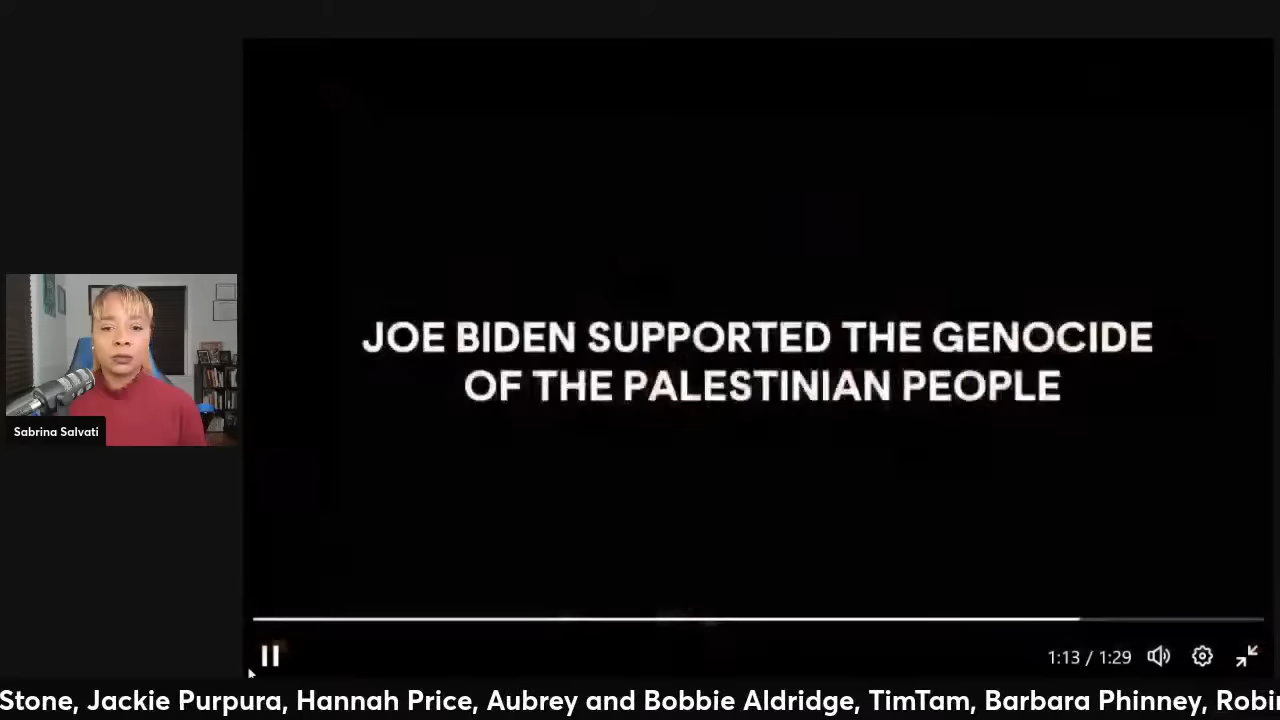 JOE BIDEN SUPPORTED THE GENOCIDE
OF THE PALESTINIAN PEOPLE
Sabrina Salvati
1:13 / 1:29
Stone, Jackie Purpura, Hannah Price, Aubrey and Bobbie Aldridge, TimTam, Barbara Phinney, Robi